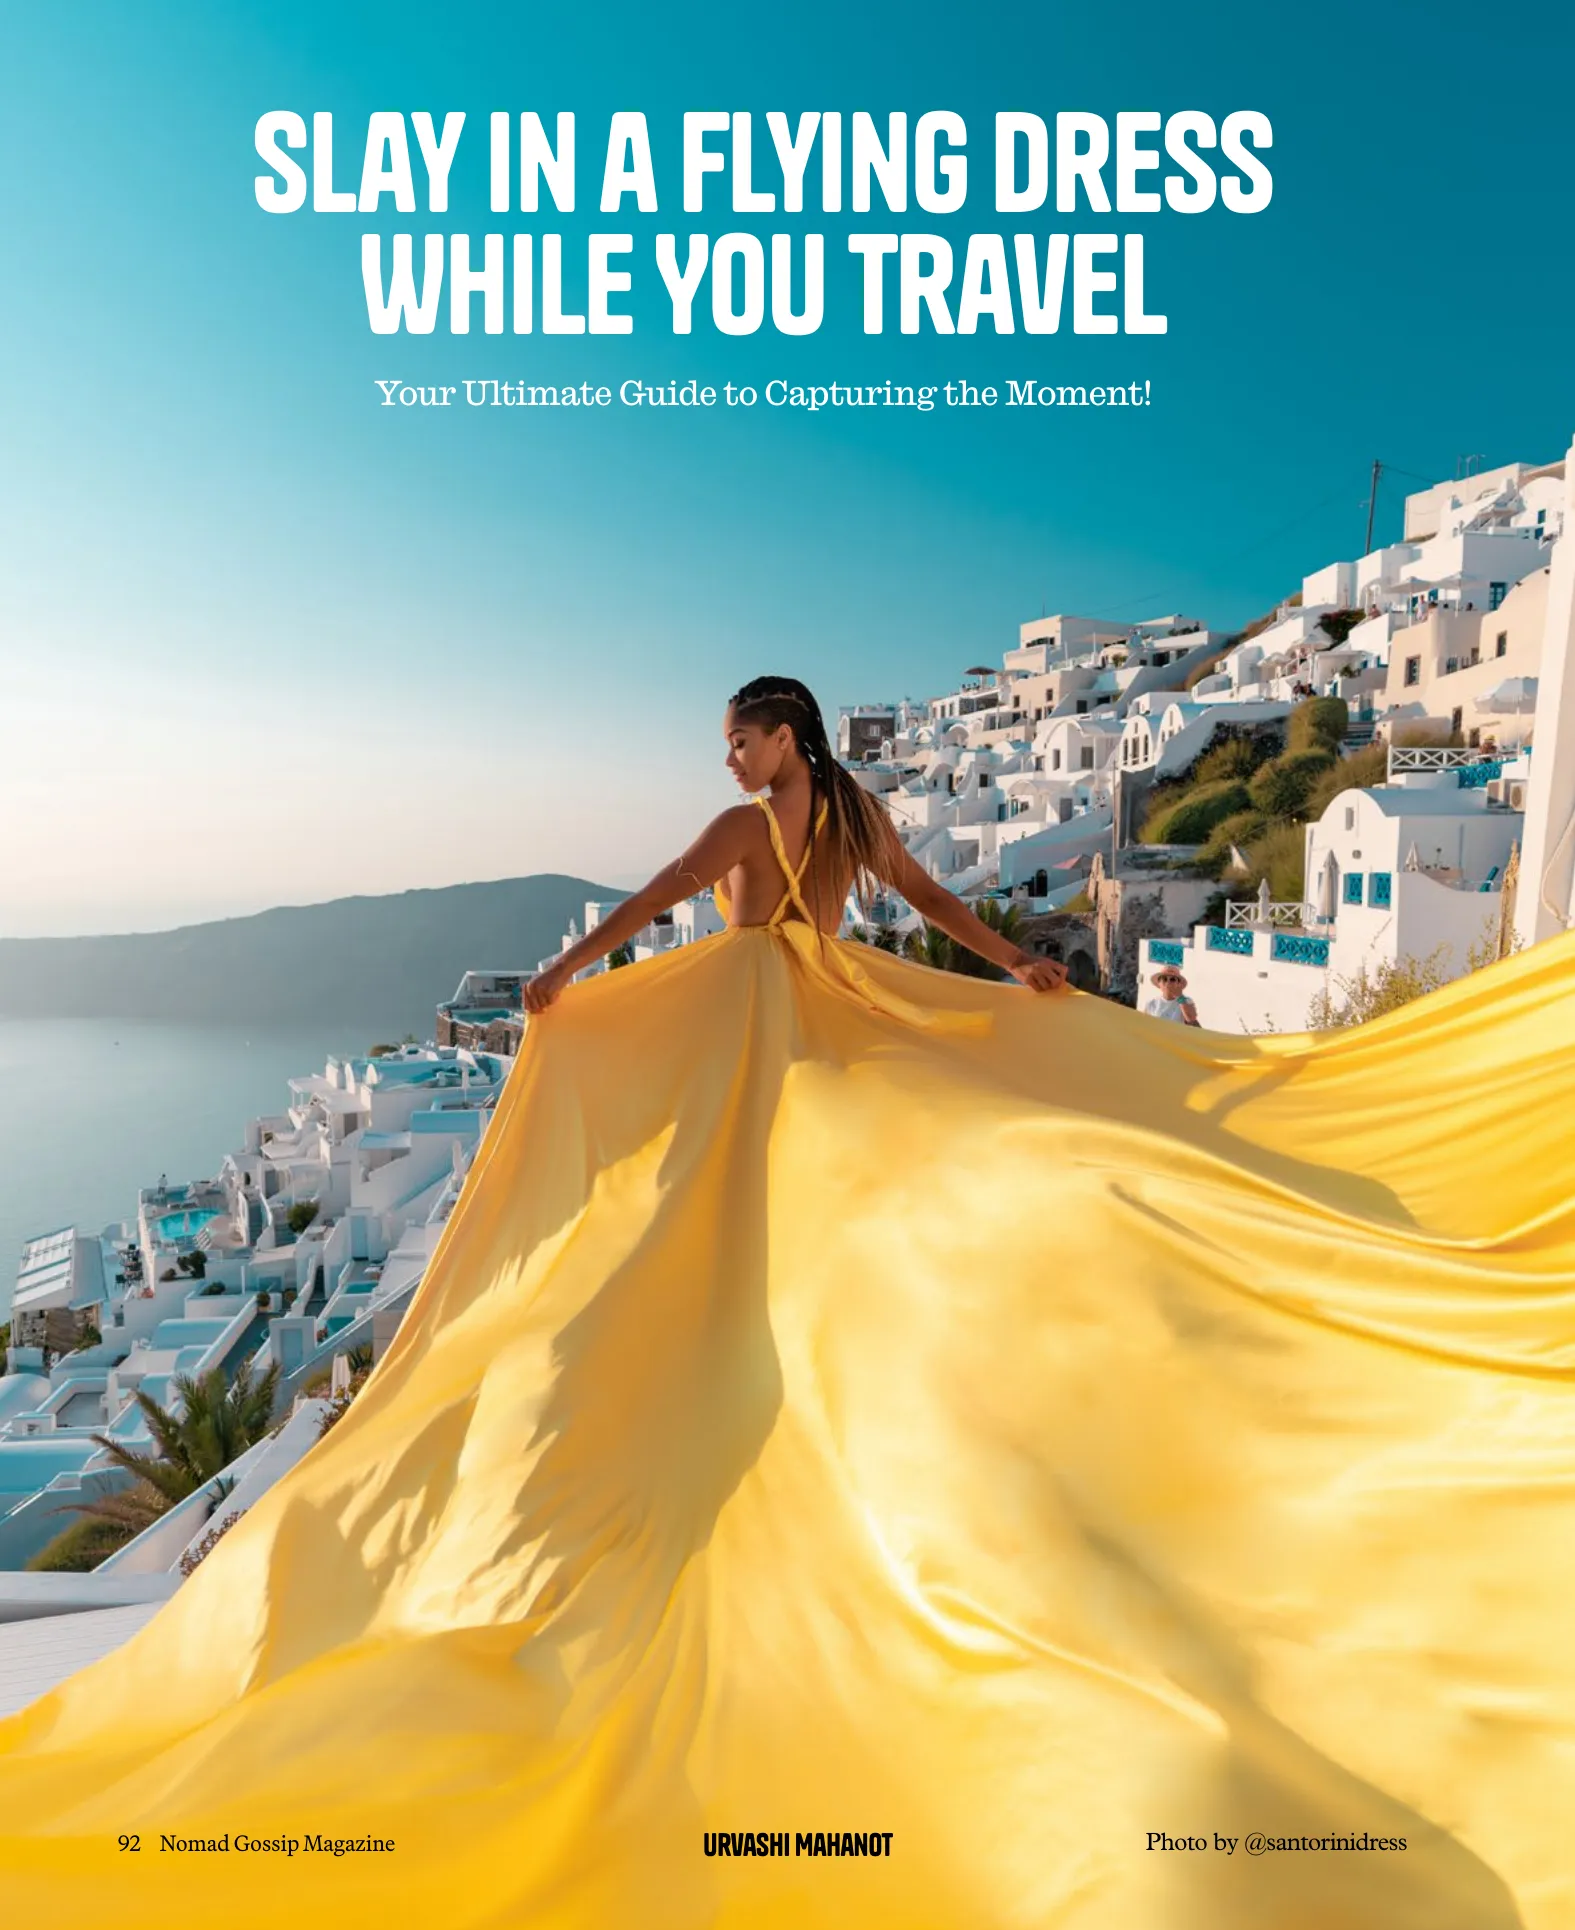 SLAY IN A FLYING DRESS
WHILE YOU TRAVEL
Your Ultimate Guide to Capturing the Moment!
92 Nomad Gossip Magazine
URVASHI MAHANOT
Photo by @santorinidress